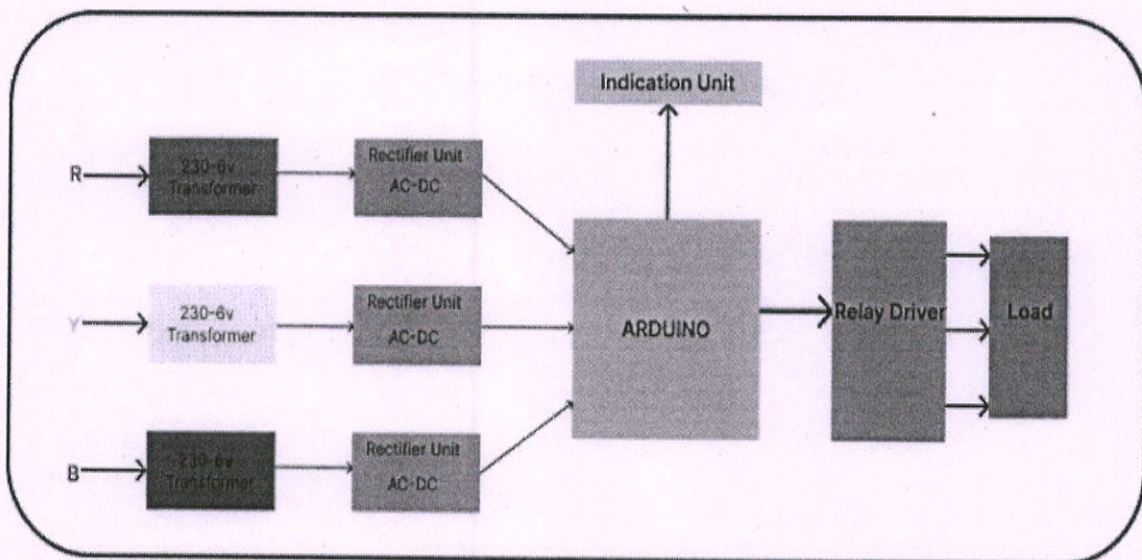 Indication Unit
R
230-6v
Transformer
Rectifier Unit
AC-DC
Y
230-6v
Transformer
Rectifier Unit
AC-DC
ARDUINO
Relay Driver
Load
B
230-6v
Transformer
Rectifier Unit
AC-DC